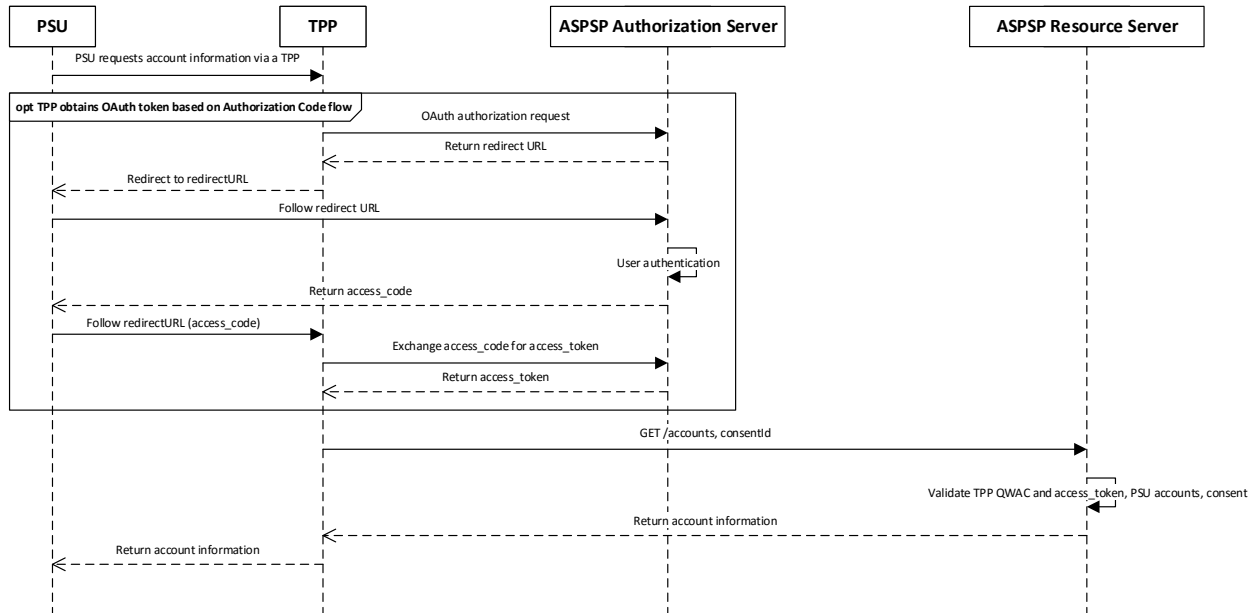 PSU
TPP
ASPSP Authorization Server
ASPSP Resource Server
PSU requests account information via a TPP
opt TPP obtains OAuth token based on Authorization Code flow
OAuth authorization request
Return redirect URL
Redirect to redirectURL
Follow redirect URL
User authentication
Return access_code
Follow redirectURL (access_code)
Exchange access_code for access_token
Return access_token
GET /accounts, consentId
Validate TPP QWAC and access_token, PSU accounts, consent
Return account information
Return account information